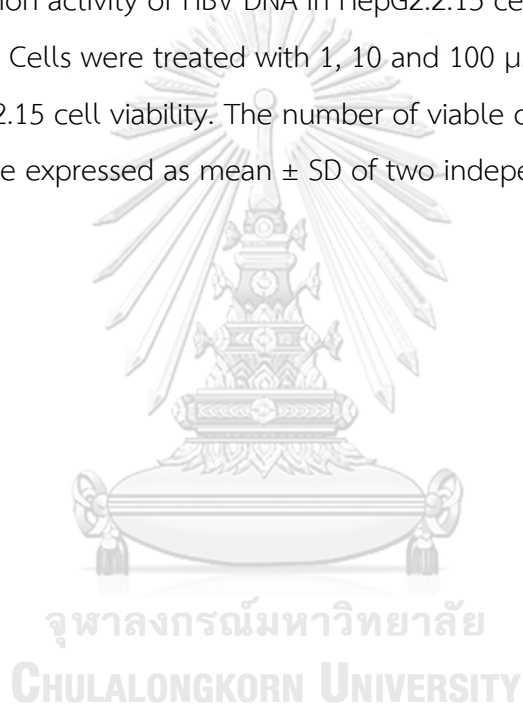 ion activity of HBV DNA in HepG2.2.15 ce
Cells were treated with 1, 10 and 100 µ
2.15 cell viability. The number of viable c
e expressed as mean ± SD of two indepe
จุฬาลงกรณ์มหาวิทยาลัย
CHULALONGKORN UNIVERSITY